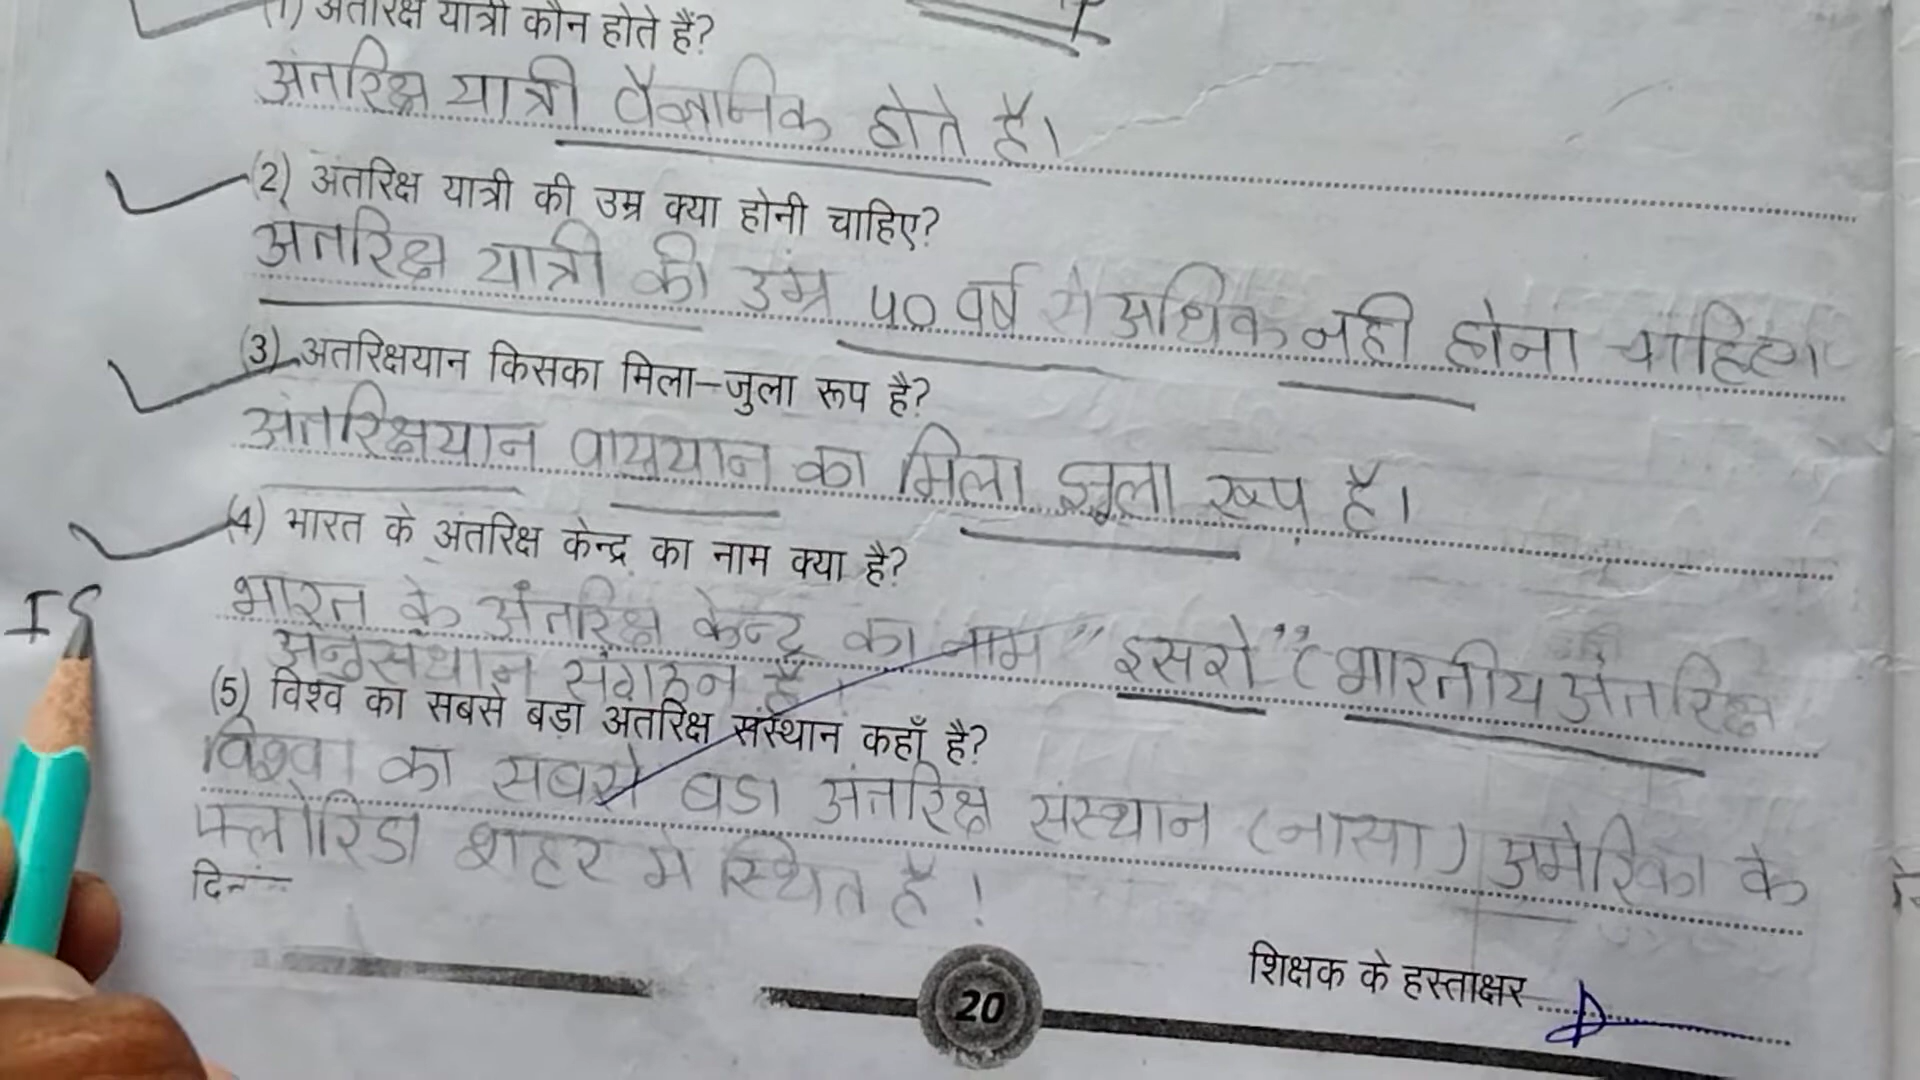 (1) अंतरिक्ष यात्री कौन होते हैं?
अंतरिक्ष यात्री वैज्ञानिक होते है।
(2) अंतरिक्ष यात्री की उम्र क्या होनी चाहिए?
अंतरिक्ष यात्री की उम्र ५० वर्ष से अधिक नही होना चाहिए।
(3) अंतरिक्षयान किसका मिला–जुला रूप है?
अंतरिक्षयान वायुयान का मिला झूला रूप है।
(4) भारत के अंतरिक्ष केन्द्र का नाम क्या है?
IS
भारत के अंतरिक्ष केन्द्र का नाम "इसरो" (भारतीय अंतरिक्ष
अनुसंधान संगठन है।
(5) विश्व का सबसे बड़ा अंतरिक्ष संस्थान कहाँ है?
विश्व का सबसे बडा अंतरिक्ष संस्थान (नासा) अमेरिका के
फ्लोरिडा शहर मे स्थित है!
शिक्षक के हस्ताक्षर
20